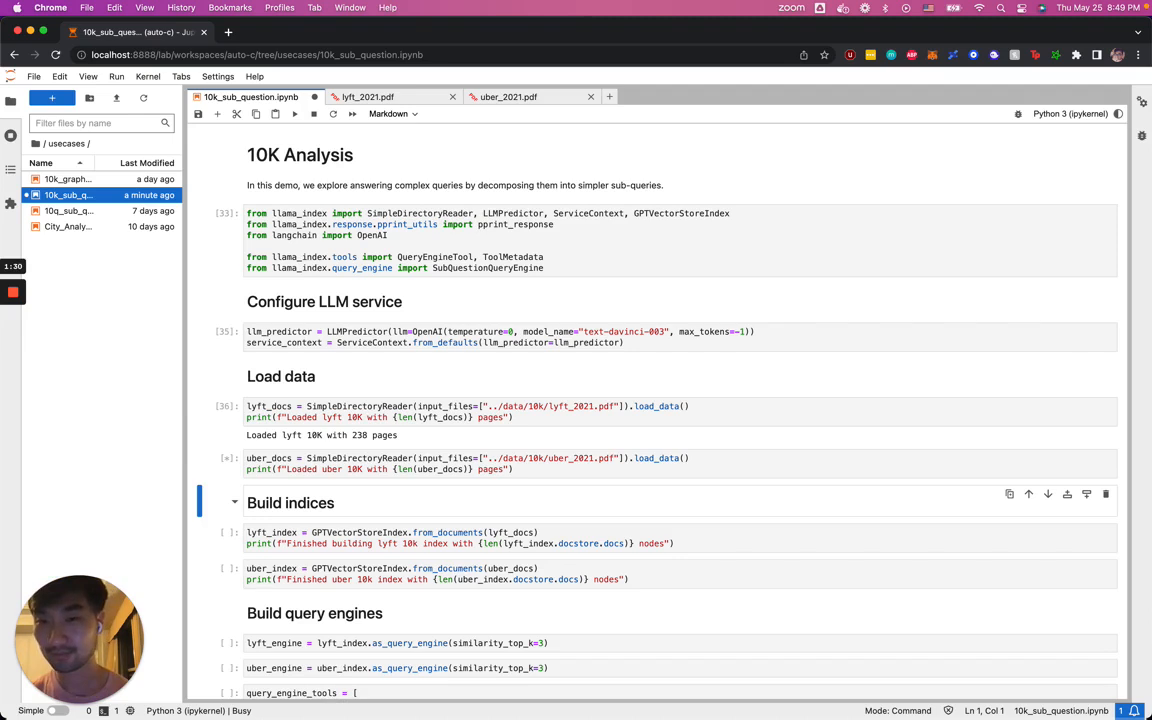 Chrome File Edit View History Bookmarks Profiles Tab Window Help
zoom Thu May 25 8:49 PM
10k_sub_ques... (auto-c) - Jup
localhost:8888/lab/workspaces/auto-c/tree/usecases/10k_sub_question.ipynb
File Edit View Run Kernel Tabs Settings Help
10k_sub_question.ipynb lyft_2021.pdf uber_2021.pdf
Markdown Python 3 (ipykernel)
Filter files by name
/ usecases /
Name Last Modified
10k_graph... a day ago
10k_sub_q... a minute ago
10q_sub_q... 7 days ago
City_Analy... 10 days ago
1:30
10K Analysis
In this demo, we explore answering complex queries by decomposing them into simpler sub-queries.
[33]: from llama_index import SimpleDirectoryReader, LLMPredictor, ServiceContext, GPTVectorStoreIndex
from llama_index.response.pprint_utils import pprint_response
from langchain import OpenAI
from llama_index.tools import QueryEngineTool, ToolMetadata
from llama_index.query_engine import SubQuestionQueryEngine
Configure LLM service
[35]: llm_predictor = LLMPredictor(llm=OpenAI(temperature=0, model_name="text-davinci-003", max_tokens=-1))
service_context = ServiceContext.from_defaults(llm_predictor=llm_predictor)
Load data
[36]: lyft_docs = SimpleDirectoryReader(input_files=["../data/10k/lyft_2021.pdf"]).load_data()
print(f"Loaded lyft 10K with {len(lyft_docs)} pages")
Loaded lyft 10K with 238 pages
[*]: uber_docs = SimpleDirectoryReader(input_files=["../data/10k/uber_2021.pdf"]).load_data()
print(f"Loaded uber 10K with {len(uber_docs)} pages")
Build indices
[ ]: lyft_index = GPTVectorStoreIndex.from_documents(lyft_docs)
print(f"Finished building lyft 10k index with {len(lyft_index.docstore.docs)} nodes")
[ ]: uber_index = GPTVectorStoreIndex.from_documents(uber_docs)
print(f"Finished uber 10k index with {len(uber_index.docstore.docs)} nodes")
Build query engines
[ ]: lyft_engine = lyft_index.as_query_engine(similarity_top_k=3)
[ ]: uber_engine = uber_index.as_query_engine(similarity_top_k=3)
[ ]: query_engine_tools = [
Simple 0 1 Python 3 (ipykernel) | Busy Mode: Command Ln 1, Col 1 10k_sub_question.ipynb 1